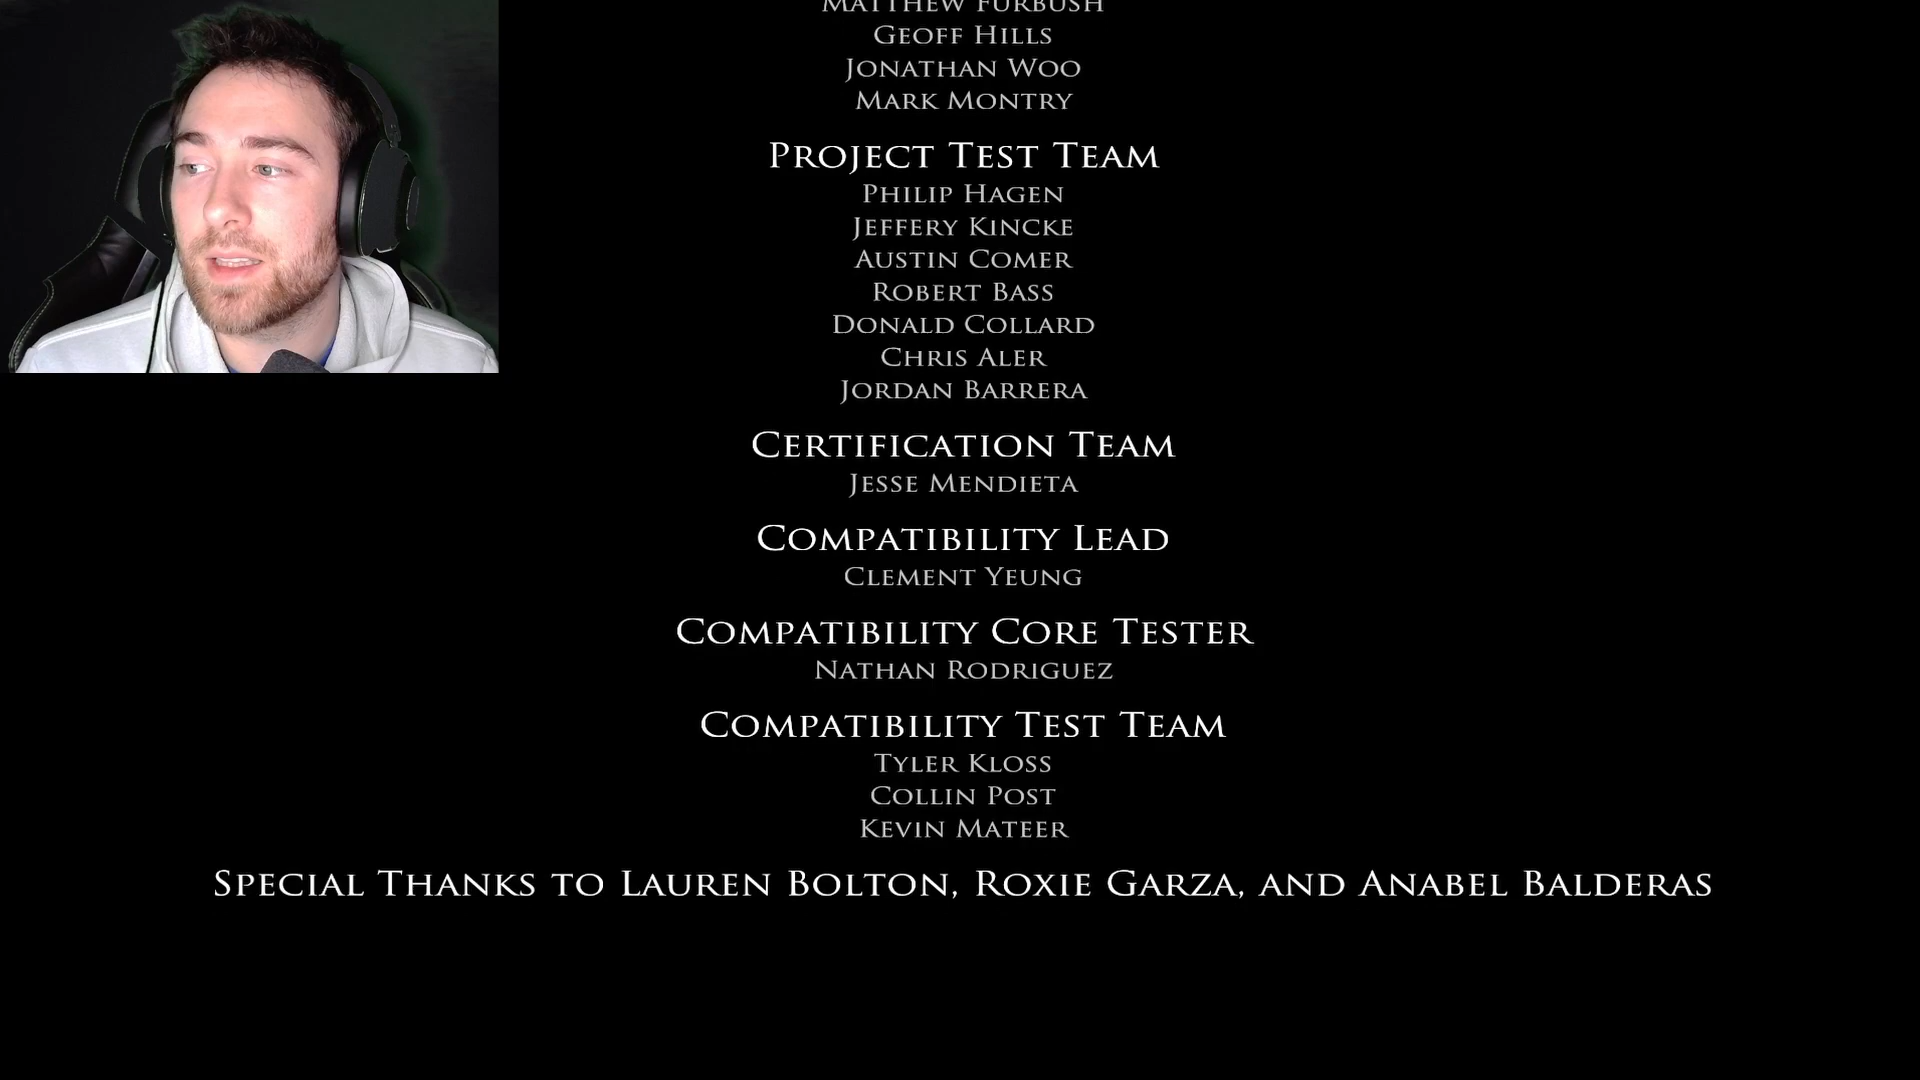 Matthew Furbush
Geoff Hills
Jonathan Woo
Mark Montry
Project Test Team
Philip Hagen
Jeffery Kincke
Austin Comer
Robert Bass
Donald Collard
Chris Aler
Jordan Barrera
Certification Team
Jesse Mendieta
Compatibility Lead
Clement Yeung
Compatibility Core Tester
Nathan Rodriguez
Compatibility Test Team
Tyler Kloss
Collin Post
Kevin Mateer
Special Thanks to Lauren Bolton, Roxie Garza, and Anabel Balderas